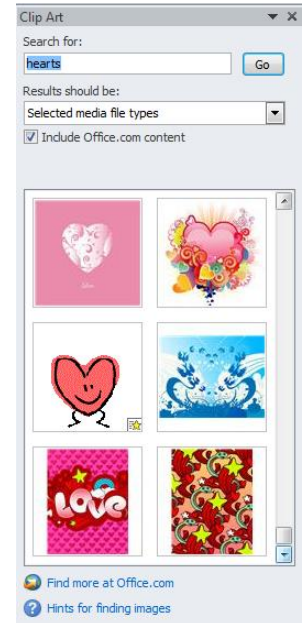 Clip Art
Search for:
hearts
Go
Results should be:
Selected media file types
Include Office.com content
LOVE
Find more at Office.com
Hints for finding images